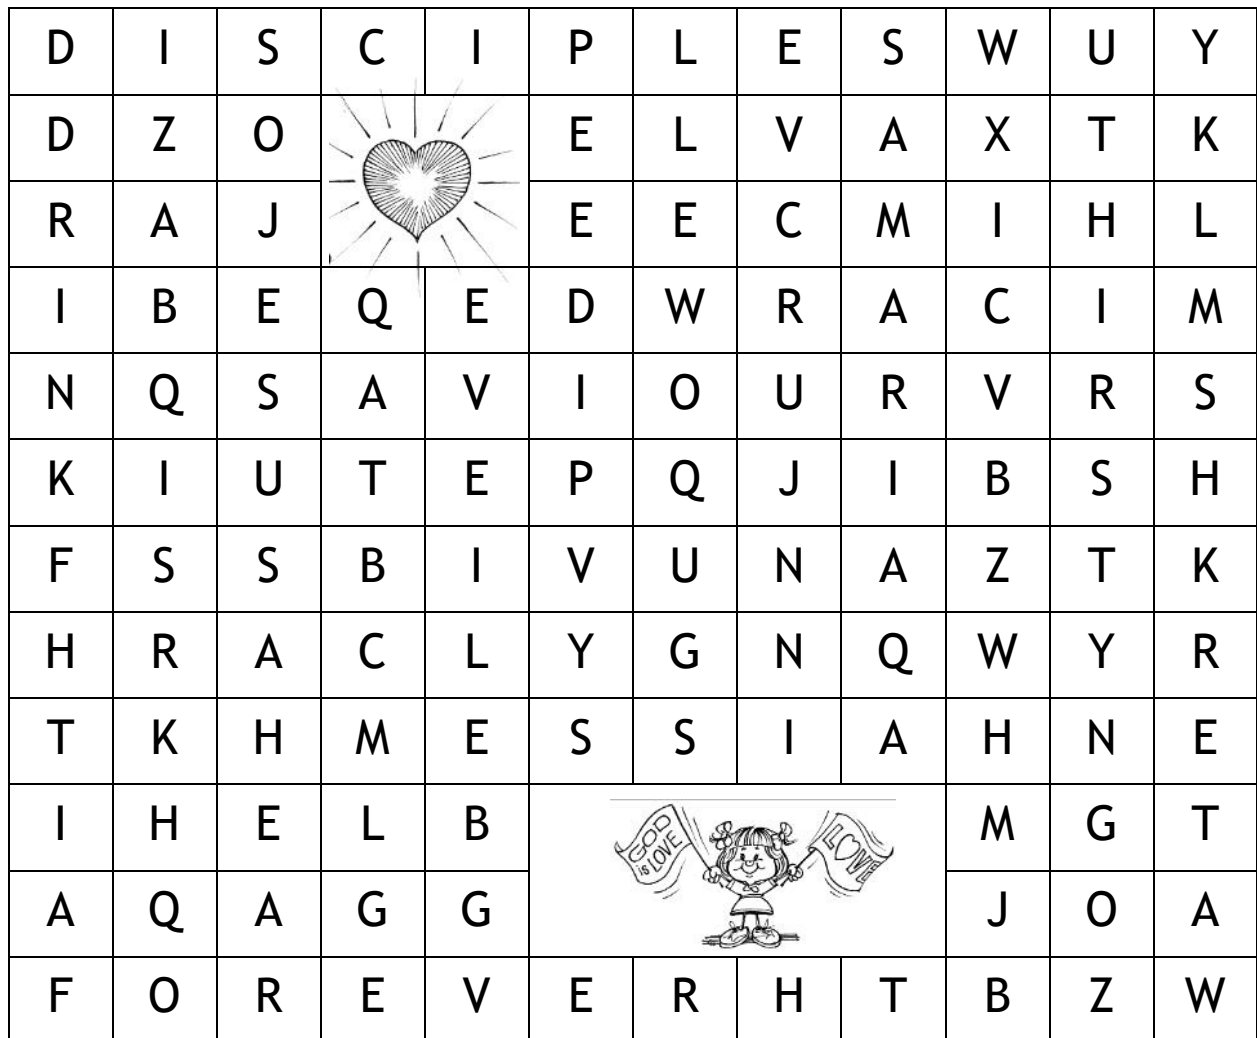 D I S C I P L E S W U Y
D Z O E L V A X T K
R A J E E C M I H L
I B E Q E D W R A C I M
N Q S A V I O U R V R S
K I U T E P Q J I B S H
F S S B I V U N A Z T K
H R A C L Y G N Q W Y R
T K H M E S S I A H N E
I H E L B M G T
GOD
is LOVE
LOVE
A Q A G G J O A
F O R E V E R H T B Z W